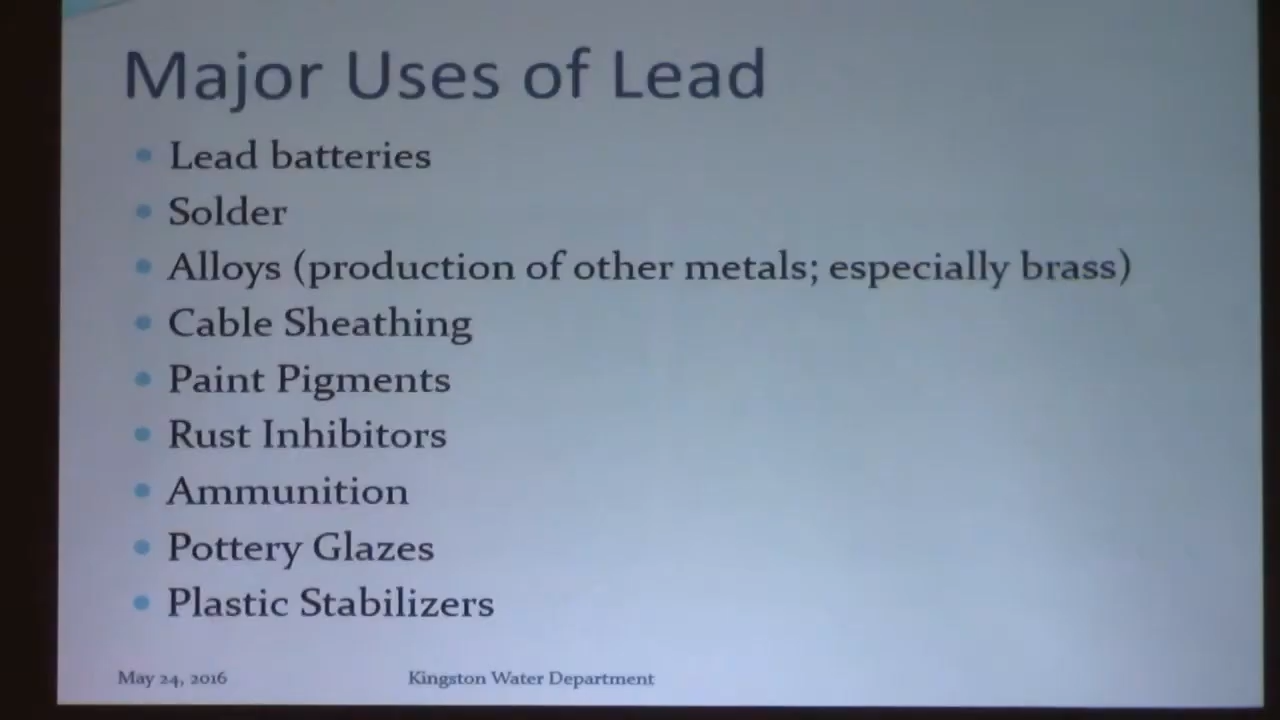 Major Uses of Lead
Lead batteries
Solder
Alloys (production of other metals; especially brass)
Cable Sheathing
Paint Pigments
Rust Inhibitors
Ammunition
Pottery Glazes
Plastic Stabilizers
May 24, 2016
Kingston Water Department